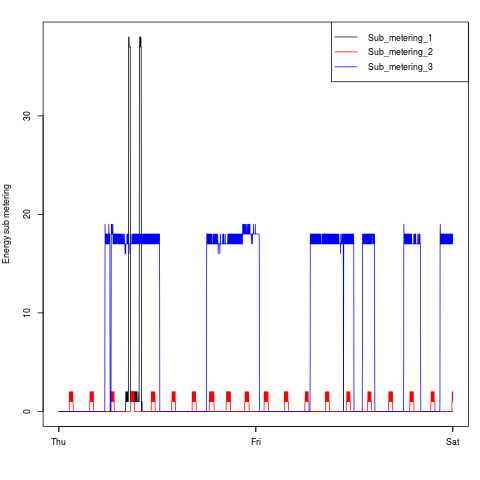 Sub_metering_1
Sub_metering_2
Sub_metering_3
Energy sub metering
30
20
10
0
Thu
Fri
Sat